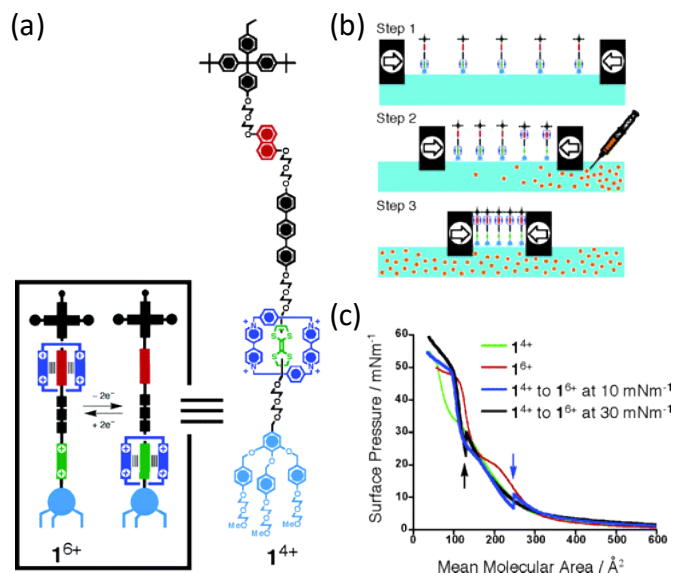 (a)
O
O
O
O
O
O
+
N
N
+
S
S
S
S
+
N
N
+
O
O
O
O
MeO
MeO
MeO
1⁴⁺
− 2e⁻
+ 2e⁻
1⁶⁺
(b)
Step 1
Step 2
Step 3
(c)
1⁴⁺
1⁶⁺
1⁴⁺ to 1⁶⁺ at 10 mNm⁻¹
1⁴⁺ to 1⁶⁺ at 30 mNm⁻¹
Surface Pressure / mNm⁻¹
60
50
40
30
20
10
0
0 100 200 300 400 500 600
Mean Molecular Area / Å²